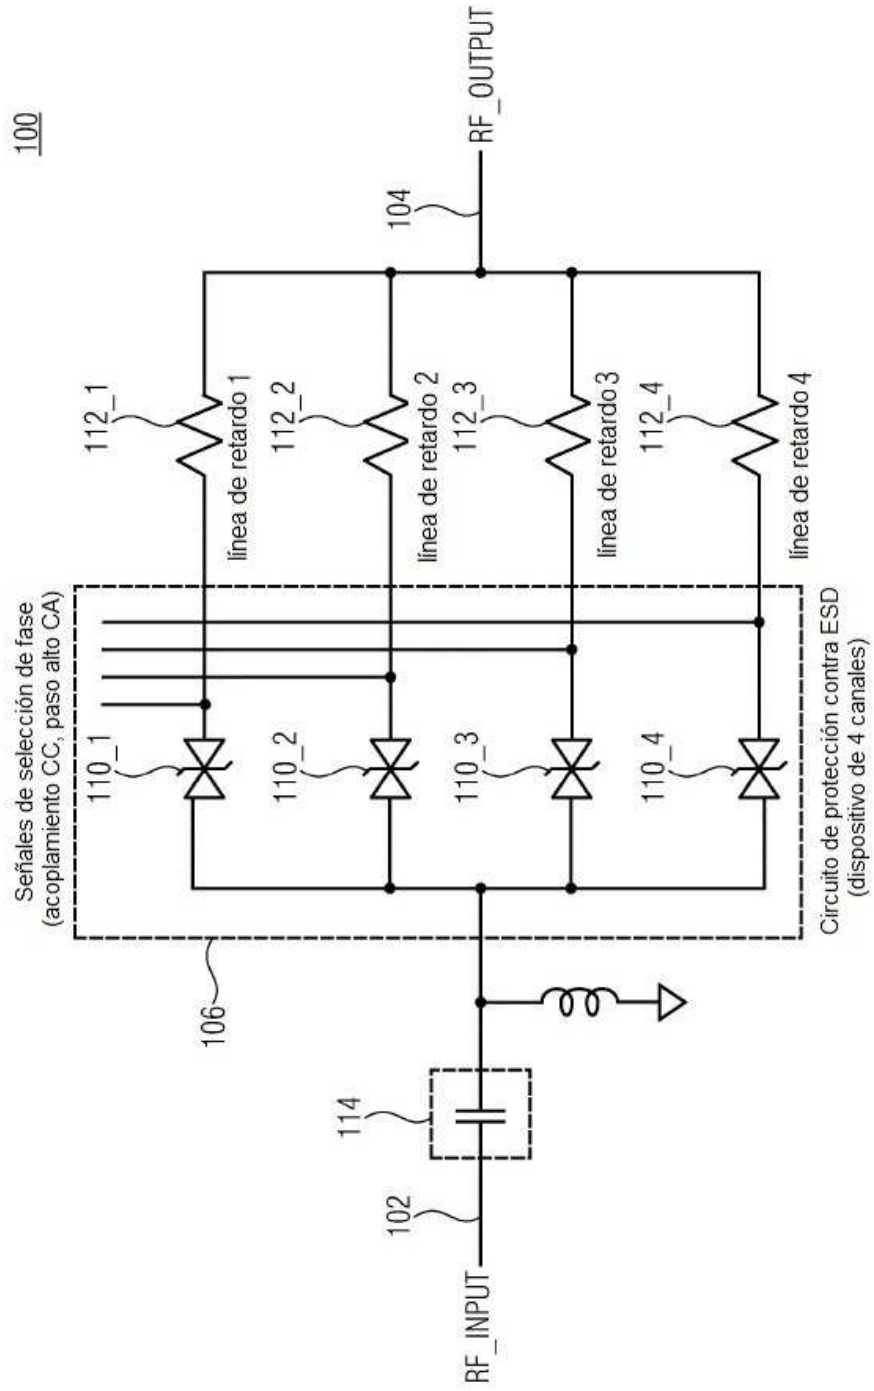 100
Señales de selección de fase
(acoplamiento CC, paso alto CA)
106
110_1
112_1
línea de retardo 1
110_2
112_2
línea de retardo 2
RF_INPUT
102
114
104
RF_OUTPUT
110_3
112_3
línea de retardo 3
110_4
112_4
línea de retardo 4
Circuito de protección contra ESD
(dispositivo de 4 canales)